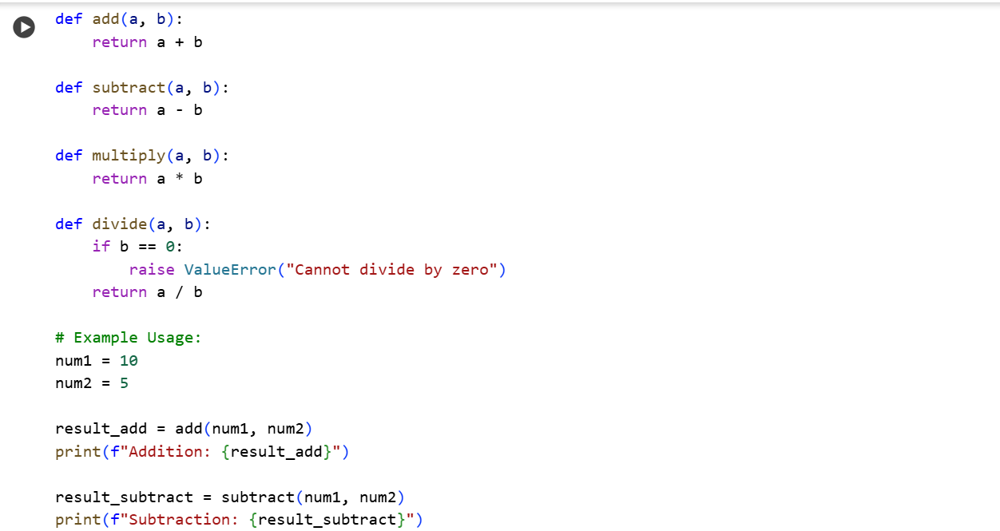 def add(a, b):
    return a + b

def subtract(a, b):
    return a - b

def multiply(a, b):
    return a * b

def divide(a, b):
    if b == 0:
        raise ValueError("Cannot divide by zero")
    return a / b

# Example Usage:
num1 = 10
num2 = 5

result_add = add(num1, num2)
print(f"Addition: {result_add}")

result_subtract = subtract(num1, num2)
print(f"Subtraction: {result_subtract}")